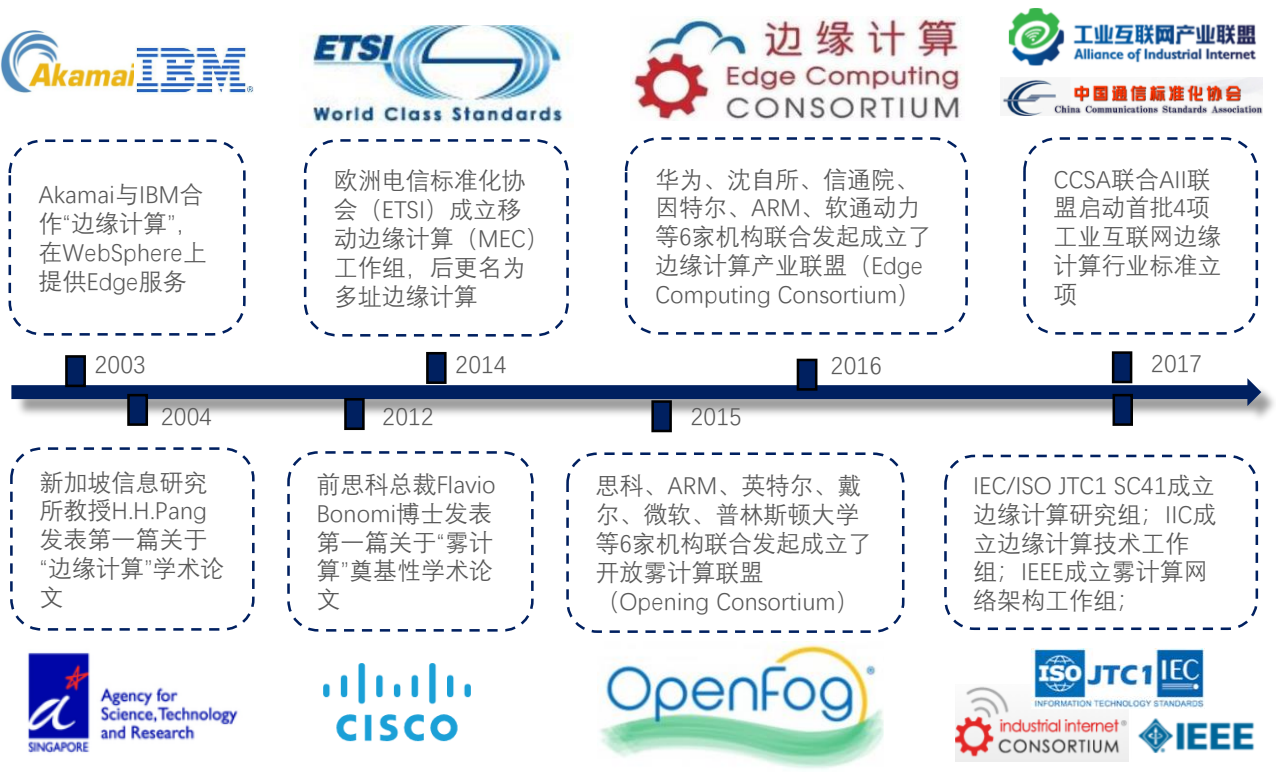 Akamai IBM
ETSI
World Class Standards
边缘计算
Edge Computing
CONSORTIUM
工业互联网产业联盟
Alliance of Industrial Internet
中国通信标准化协会
China Communications Standards Association
Akamai与IBM合
作“边缘计算”,
在WebSphere上
提供Edge服务
欧洲电信标准化协
会（ETSI）成立移
动边缘计算（MEC）
工作组，后更名为
多址边缘计算
华为、沈自所、信通院、
因特尔、ARM、软通动力
等6家机构联合发起成立了
边缘计算产业联盟（Edge
Computing Consortium）
CCSA联合AII联
盟启动首批4项
工业互联网边缘
计算行业标准立
项
2003
2014
2016
2017
2004
2012
2015
新加坡信息研究
所教授H.H.Pang
发表第一篇关于
“边缘计算”学术论
文
前思科总裁Flavio
Bonomi博士发表
第一篇关于“雾计
算”奠基性学术论
文
思科、ARM、英特尔、戴
尔、微软、普林斯顿大学
等6家机构联合发起成立了
开放雾计算联盟
（Opening Consortium）
IEC/ISO JTC1 SC41成立
边缘计算研究组；IIC成
立边缘计算技术工作
组；IEEE成立雾计算网
络架构工作组；
SINGAPORE
Agency for
Science, Technology
and Research
CISCO
OpenFog®
ISO JTC1 IEC
INFORMATION TECHNOLOGY STANDARDS
industrial internet®
CONSORTIUM
IEEE